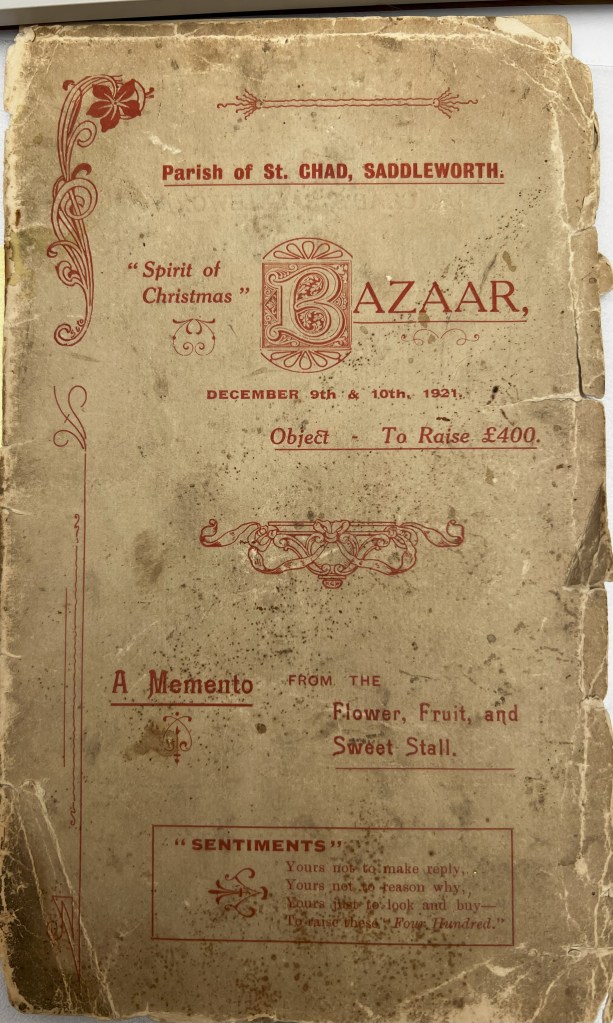 Parish of St. CHAD, SADDLEWORTH.
"Spirit of
Christmas" BAZAAR,
DECEMBER 9th & 10th, 1921.
Object - To Raise £400.
A Memento FROM THE
Flower, Fruit, and
Sweet Stall.
"SENTIMENTS"
Yours not to make reply,
Yours not to reason why,
Yours just to look and buy—
To raise these "Four Hundred."